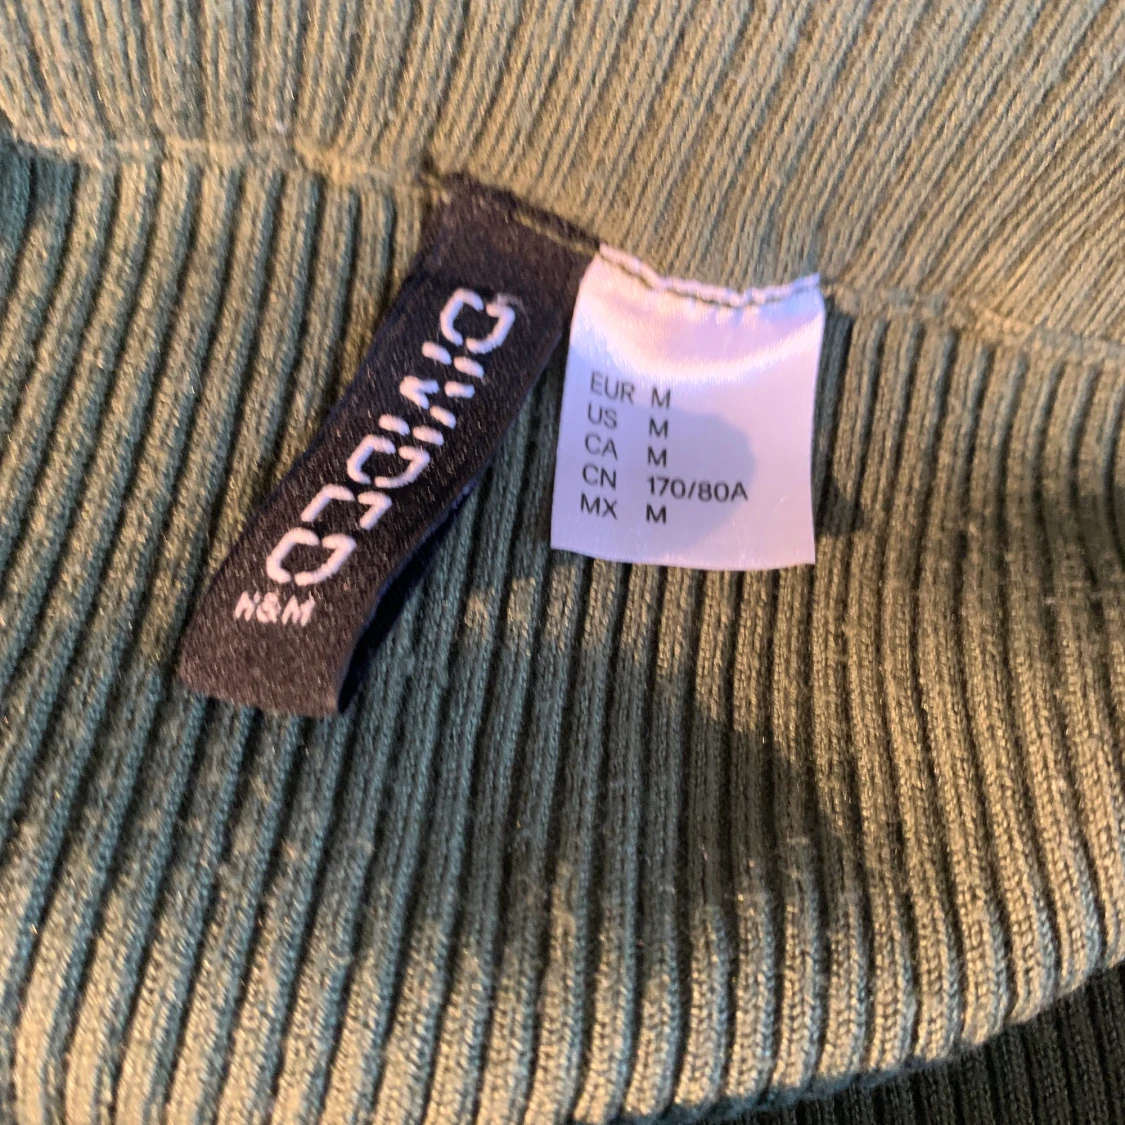 DIVIDED
H&M
EUR M
US M
CA M
CN 170/80A
MX M